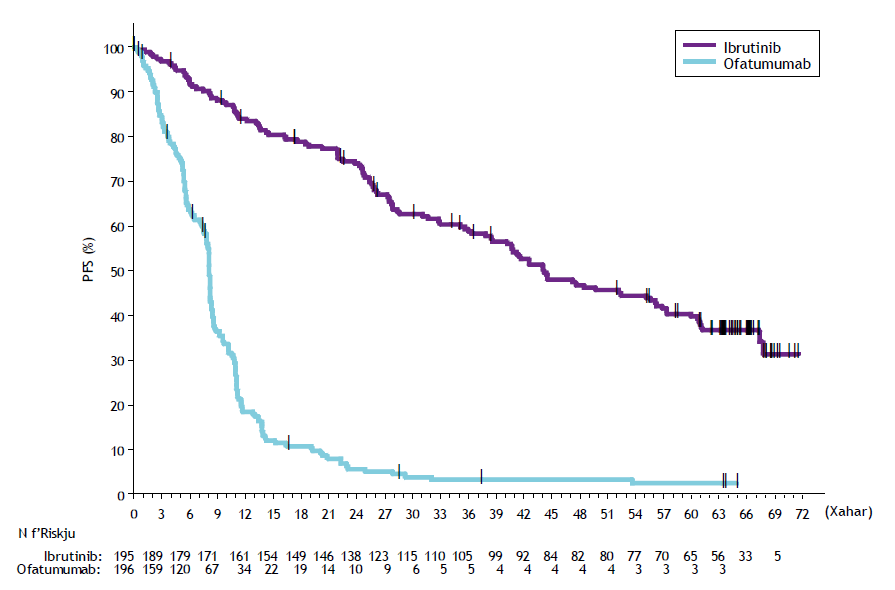 Ibrutinib
Ofatumumab
PFS (%)
100
90
80
70
60
50
40
30
20
10
0
0 3 6 9 12 15 18 21 24 27 30 33 36 39 42 45 48 51 54 57 60 63 66 69 72 (Xahar)
N f'Riskju
Ibrutinib: 195 189 179 171 161 154 149 146 138 123 115 110 105 99 92 84 82 80 77 70 65 56 33 5
Ofatumumab: 196 159 120 67 34 22 19 14 10 9 6 5 5 4 4 4 4 4 3 3 3 3